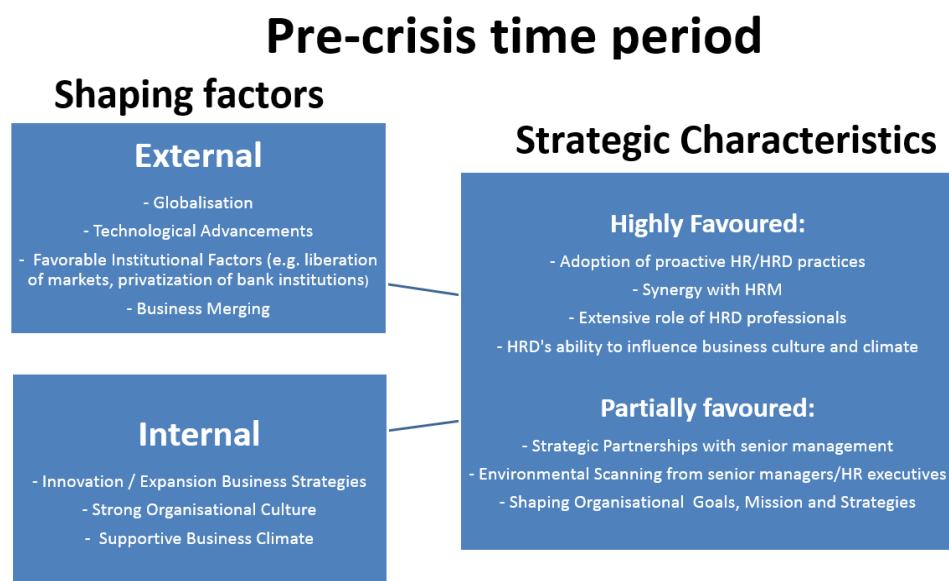 Pre-crisis time period
Shaping factors
External
- Globalisation
- Technological Advancements
- Favorable Institutional Factors (e.g. liberation
of markets, privatization of bank institutions)
- Business Merging
Internal
- Innovation / Expansion Business Strategies
- Strong Organisational Culture
- Supportive Business Climate
Strategic Characteristics
Highly Favoured:
- Adoption of proactive HR/HRD practices
- Synergy with HRM
- Extensive role of HRD professionals
- HRD's ability to influence business culture and climate
Partially favoured:
- Strategic Partnerships with senior management
- Environmental Scanning from senior managers/HR executives
- Shaping Organisational Goals, Mission and Strategies